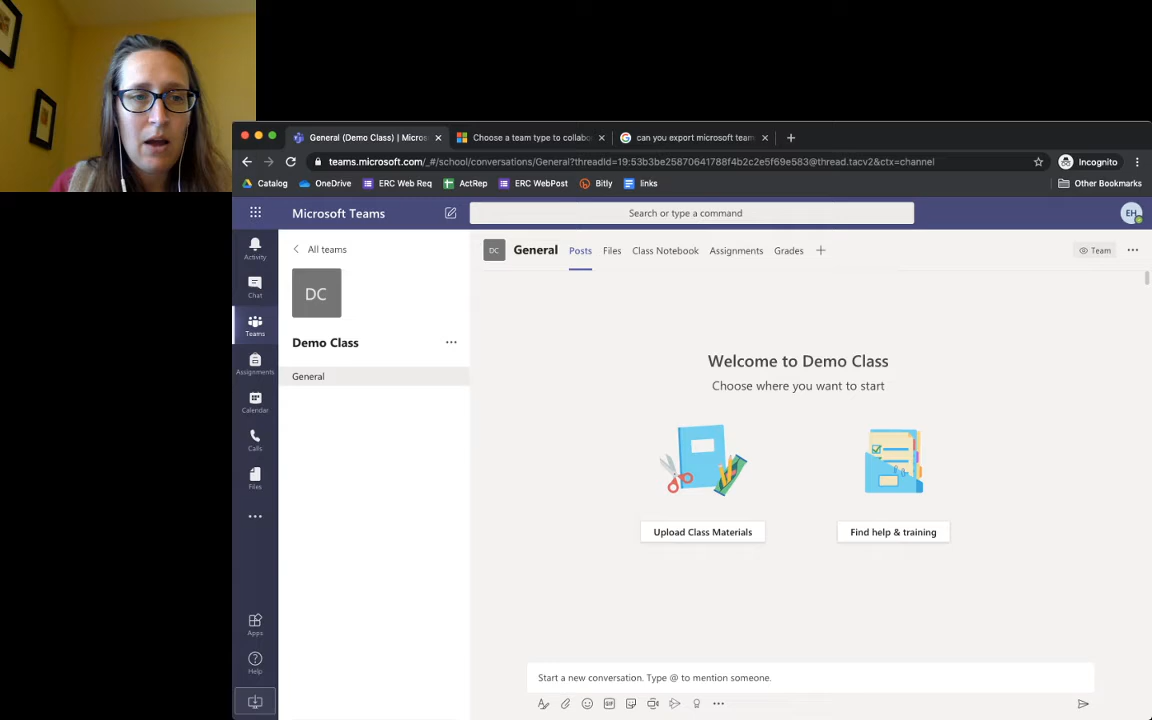 General (Demo Class) | Micros
Choose a team type to collabo
can you export microsoft team
teams.microsoft.com/_#/school/conversations/General?threadId=19:53b3be25870641788f4b2c2e5f69e583@thread.tacv2&ctx=channel
Incognito
Catalog OneDrive ERC Web Req ActRep ERC WebPost Bitly links Other Bookmarks
Microsoft Teams
Search or type a command
EH
Activity
Chat
Teams
Assignments
Calendar
Calls
Files
Apps
Help
All teams
DC
Demo Class
General
DC General Posts Files Class Notebook Assignments Grades Team
Welcome to Demo Class
Choose where you want to start
Upload Class Materials
Find help & training
Start a new conversation. Type @ to mention someone.
GIF